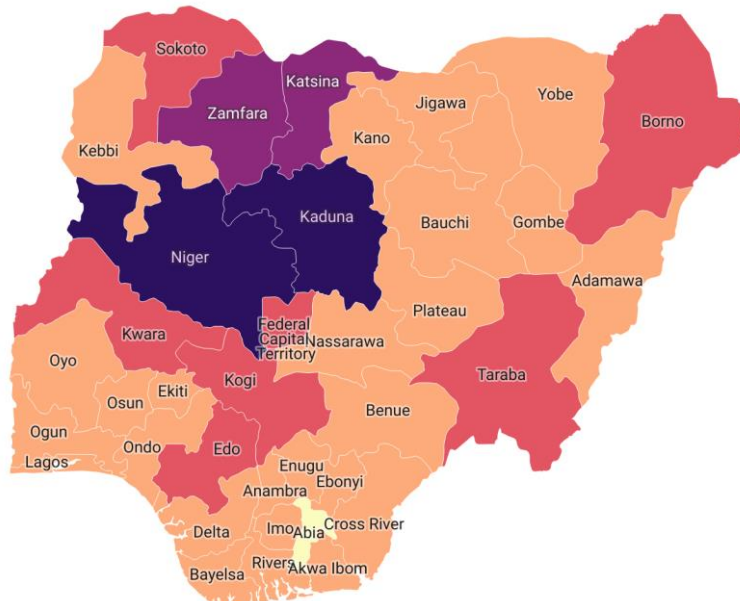 Sokoto
Katsina
Zamfara
Yobe
Jigawa
Borno
Kano
Kebbi
Kaduna
Bauchi
Gombe
Niger
Adamawa
Plateau
Federal
Capital
Territory
Nassarawa
Kwara
Oyo
Taraba
Kogi
Ekiti
Osun
Benue
Ogun
Ondo
Edo
Lagos
Enugu
Ebonyi
Anambra
Delta
Imo
Abia
Cross River
Rivers
Akwa Ibom
Bayelsa